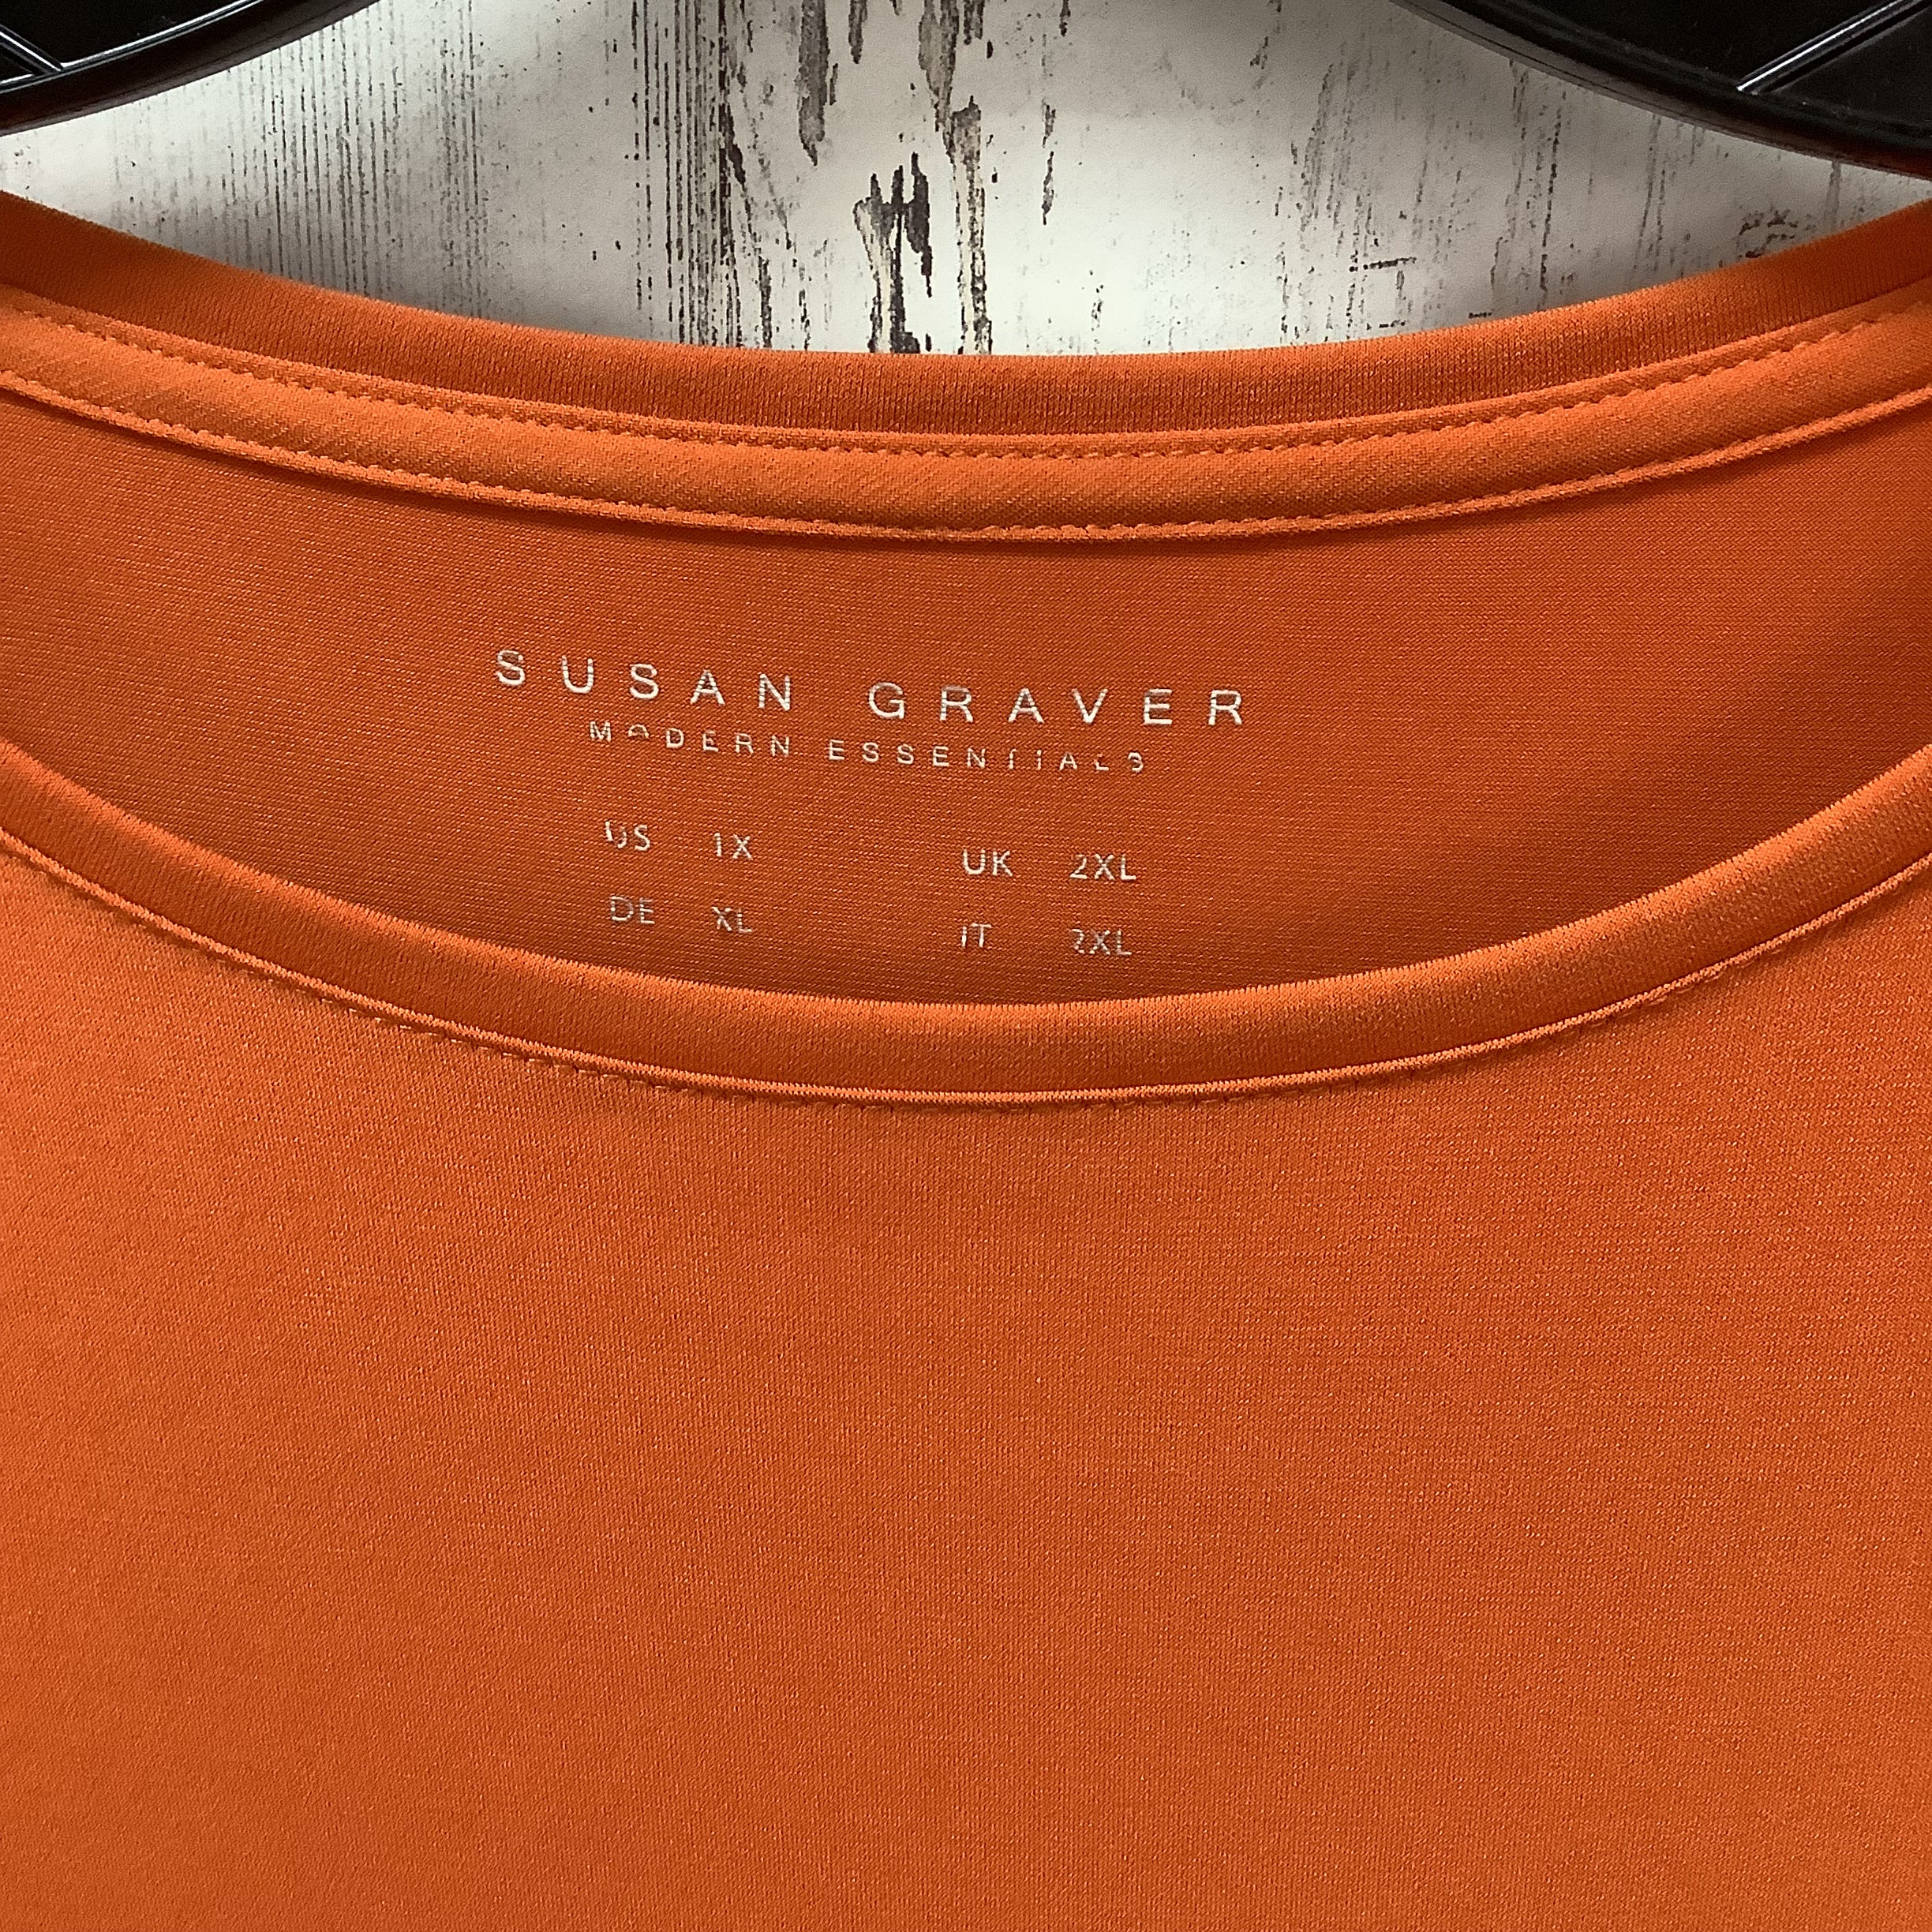 SUSAN GRAVER
MODERN ESSENTIALS
US 1X UK 2XL
DE XL IT 2XL